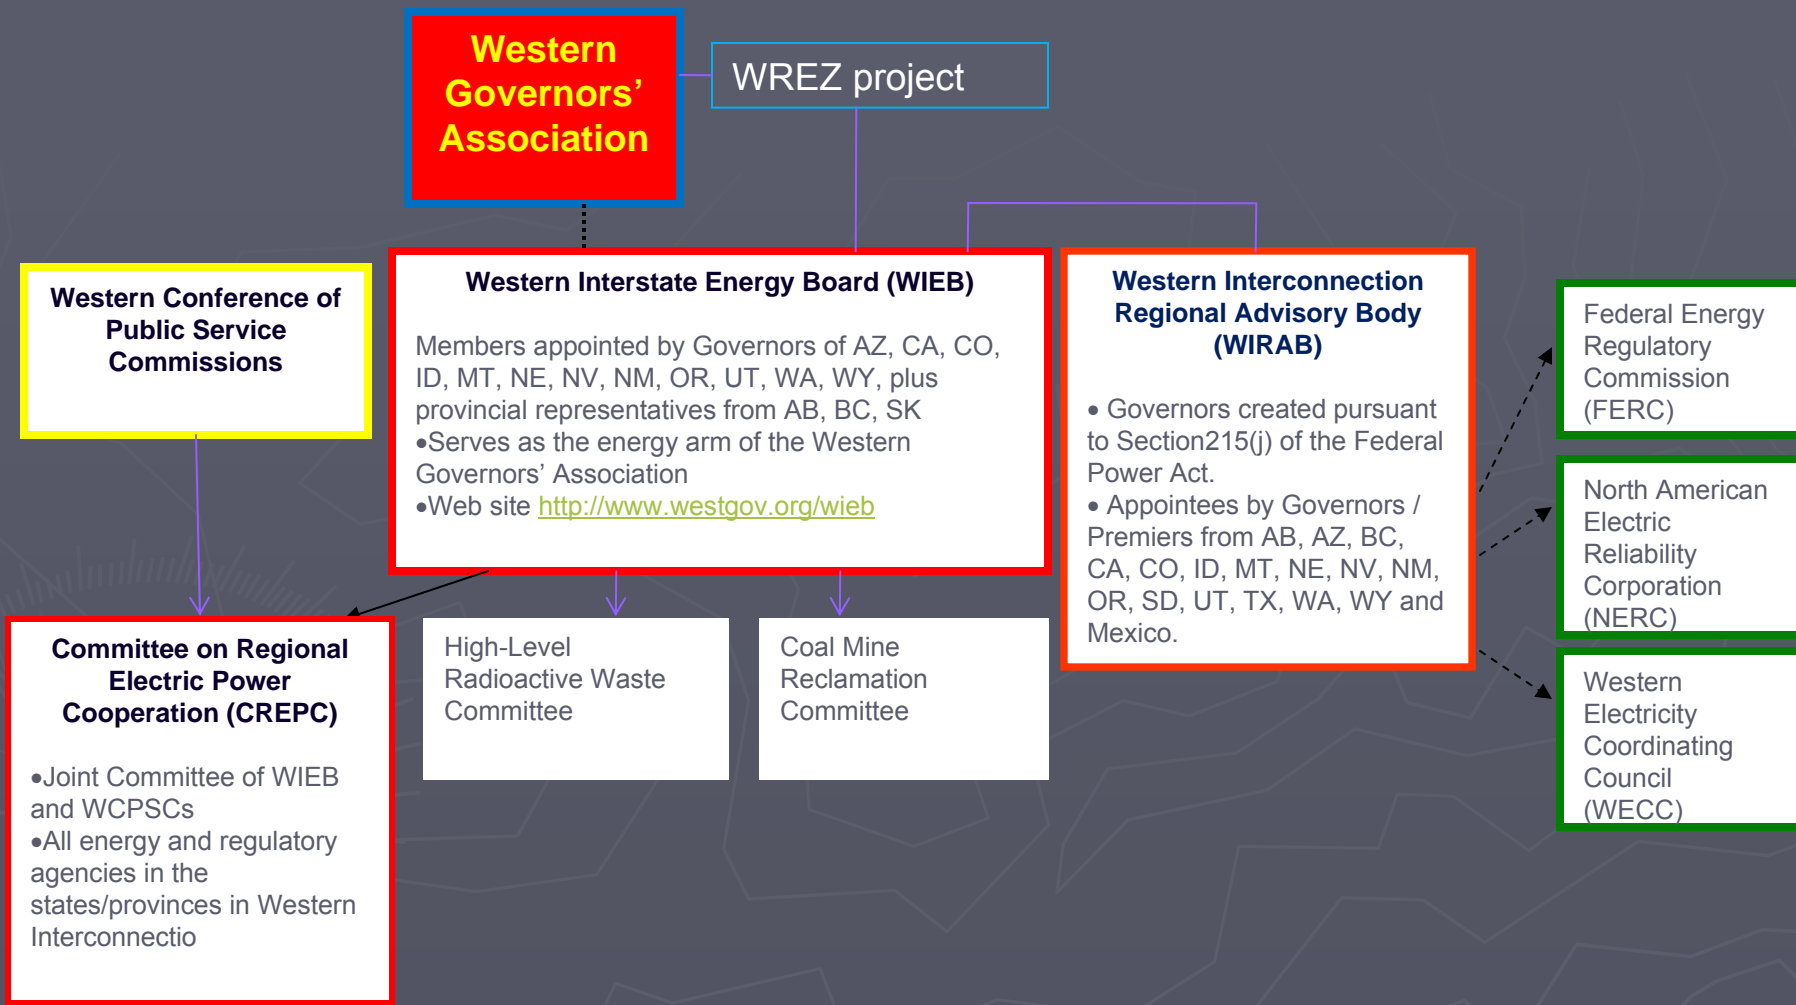 Western
Governors’
Association
WREZ project
Western Conference of
Public Service
Commissions
Western Interstate Energy Board (WIEB)
Members appointed by Governors of AZ, CA, CO,
ID, MT, NE, NV, NM, OR, UT, WA, WY, plus
provincial representatives from AB, BC, SK
•Serves as the energy arm of the Western
Governors’ Association
•Web site http://www.westgov.org/wieb
Western Interconnection
Regional Advisory Body
(WIRAB)
• Governors created pursuant
to Section215(j) of the Federal
Power Act.
• Appointees by Governors /
Premiers from AB, AZ, BC,
CA, CO, ID, MT, NE, NV, NM,
OR, SD, UT, TX, WA, WY and
Mexico.
Federal Energy
Regulatory
Commission
(FERC)
North American
Electric
Reliability
Corporation
(NERC)
Western
Electricity
Coordinating
Council
(WECC)
Committee on Regional
Electric Power
Cooperation (CREPC)
•Joint Committee of WIEB
and WCPSCs
•All energy and regulatory
agencies in the
states/provinces in Western
Interconnectio
High-Level
Radioactive Waste
Committee
Coal Mine
Reclamation
Committee